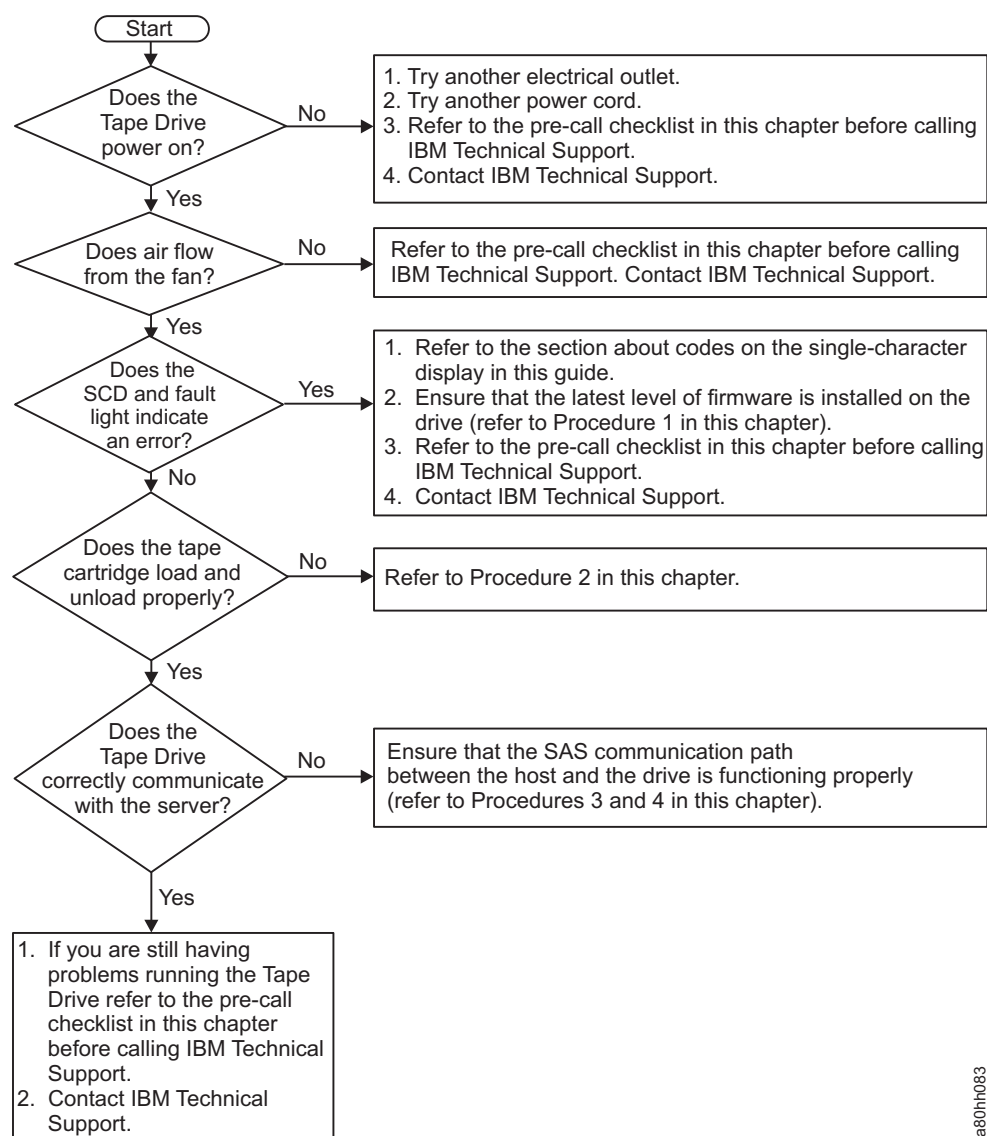 Start
Does the
Tape Drive
power on?
No
1. Try another electrical outlet.
2. Try another power cord.
3. Refer to the pre-call checklist in this chapter before calling
IBM Technical Support.
4. Contact IBM Technical Support.
Yes
Does air flow
from the fan?
No
Refer to the pre-call checklist in this chapter before calling
IBM Technical Support. Contact IBM Technical Support.
Yes
Does the
SCD and fault
light indicate
an error?
Yes
1. Refer to the section about codes on the single-character
display in this guide.
2. Ensure that the latest level of firmware is installed on the
drive (refer to Procedure 1 in this chapter).
3. Refer to the pre-call checklist in this chapter before calling
IBM Technical Support.
4. Contact IBM Technical Support.
No
Does the tape
cartridge load and
unload properly?
No
Refer to Procedure 2 in this chapter.
Yes
Does the
Tape Drive
correctly communicate
with the server?
No
Ensure that the SAS communication path
between the host and the drive is functioning properly
(refer to Procedures 3 and 4 in this chapter).
Yes
1. If you are still having
problems running the Tape
Drive refer to the pre-call
checklist in this chapter
before calling IBM Technical
Support.
2. Contact IBM Technical
Support.
a80hh083